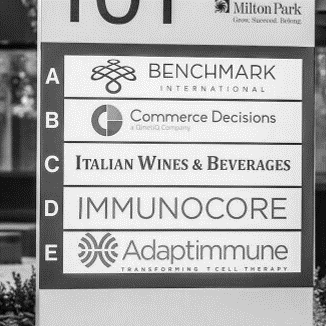 101
Milton Park
Grow. Succeed. Belong.
A BENCHMARK
INTERNATIONAL
B Commerce Decisions
a QinetiQ Company
C ITALIAN WINES & BEVERAGES
D IMMUNOCORE
E Adaptimmune
TRANSFORMING T CELL THERAPY